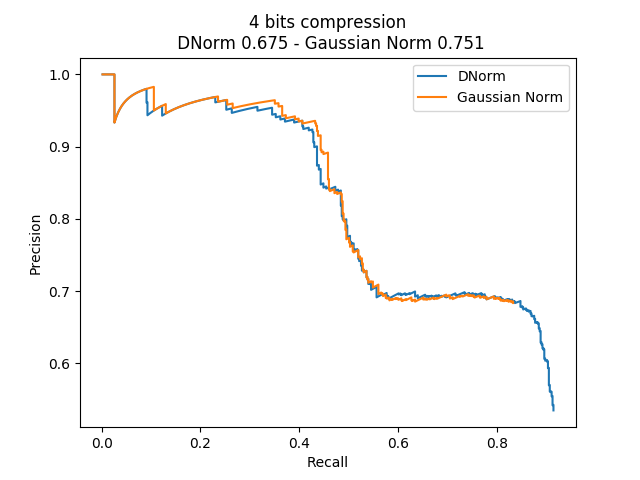 4 bits compression
DNorm 0.675 - Gaussian Norm 0.751
DNorm
Gaussian Norm
1.0
0.9
0.8
0.7
0.6
Precision
0.0 0.2 0.4 0.6 0.8
Recall